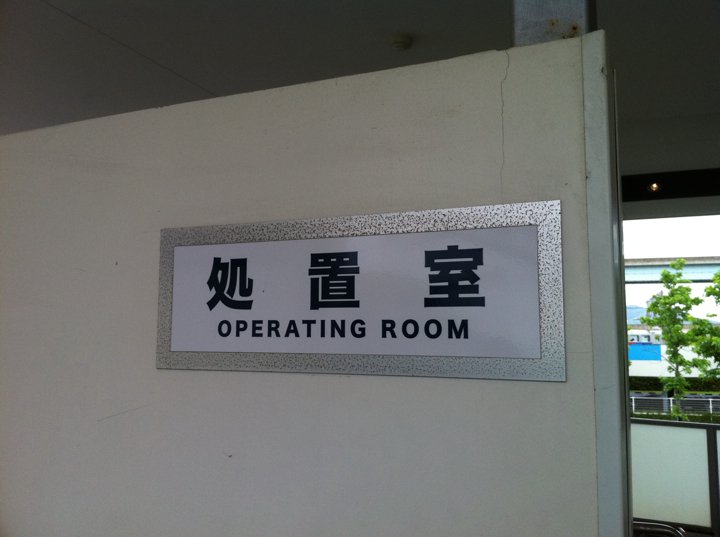 処置室
OPERATING ROOM